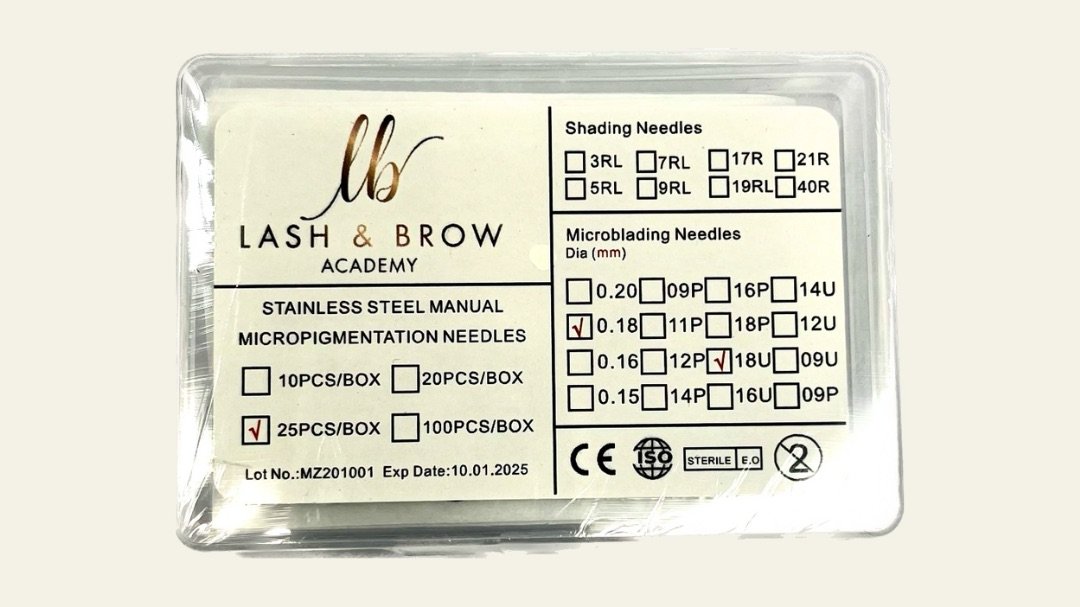 lb
LASH & BROW
ACADEMY
STAINLESS STEEL MANUAL
MICROPIGMENTATION NEEDLES
10PCS/BOX 20PCS/BOX
√ 25PCS/BOX 100PCS/BOX
Lot No.:MZ201001 Exp Date:10.01.2025
Shading Needles
3RL 7RL 17R 21R
5RL 9RL 19RL 40R
Microblading Needles
Dia (mm)
0.20 09P 16P 14U
√ 0.18 11P 18P 12U
0.16 12P √ 18U 09U
0.15 14P 16U 09P
CE ISO STERILE E.O 2